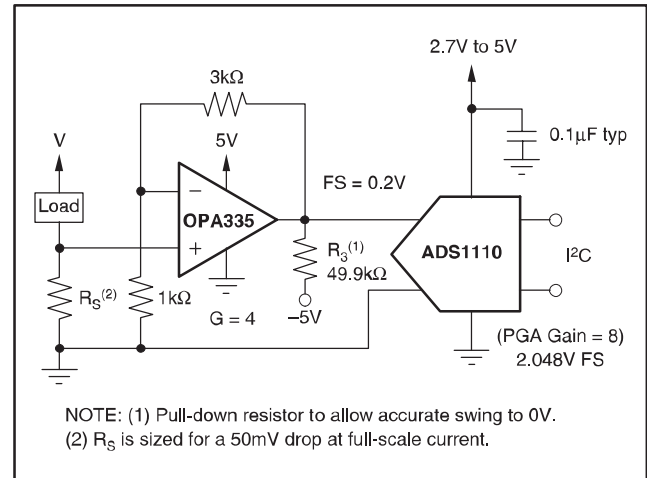 3kΩ
2.7V to 5V
0.1μF typ
V
5V
FS = 0.2V
Load
−
OPA335
+
ADS1110
I²C
R₃⁽¹⁾
49.9kΩ
R_S⁽²⁾
1kΩ
G = 4
–5V
(PGA Gain = 8)
2.048V FS
NOTE: (1) Pull-down resistor to allow accurate swing to 0V.
(2) R_S is sized for a 50mV drop at full-scale current.